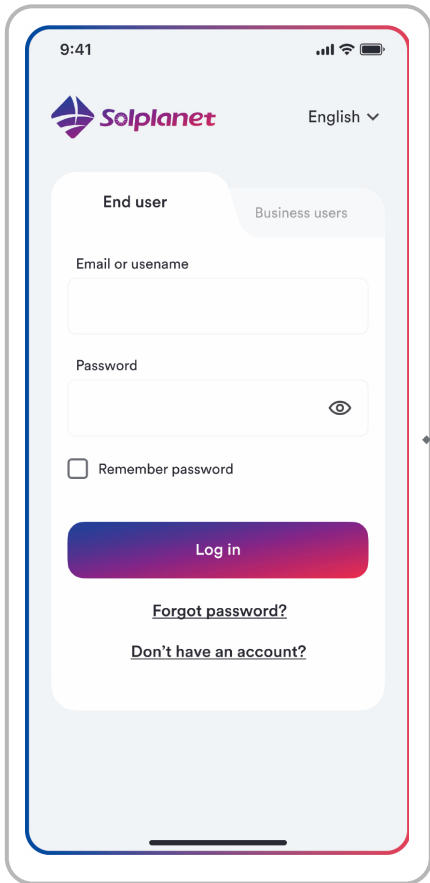 9:41
Solplanet
English
End user
Business users
Email or usename
Password
Remember password
Log in
Forgot password?
Don’t have an account?